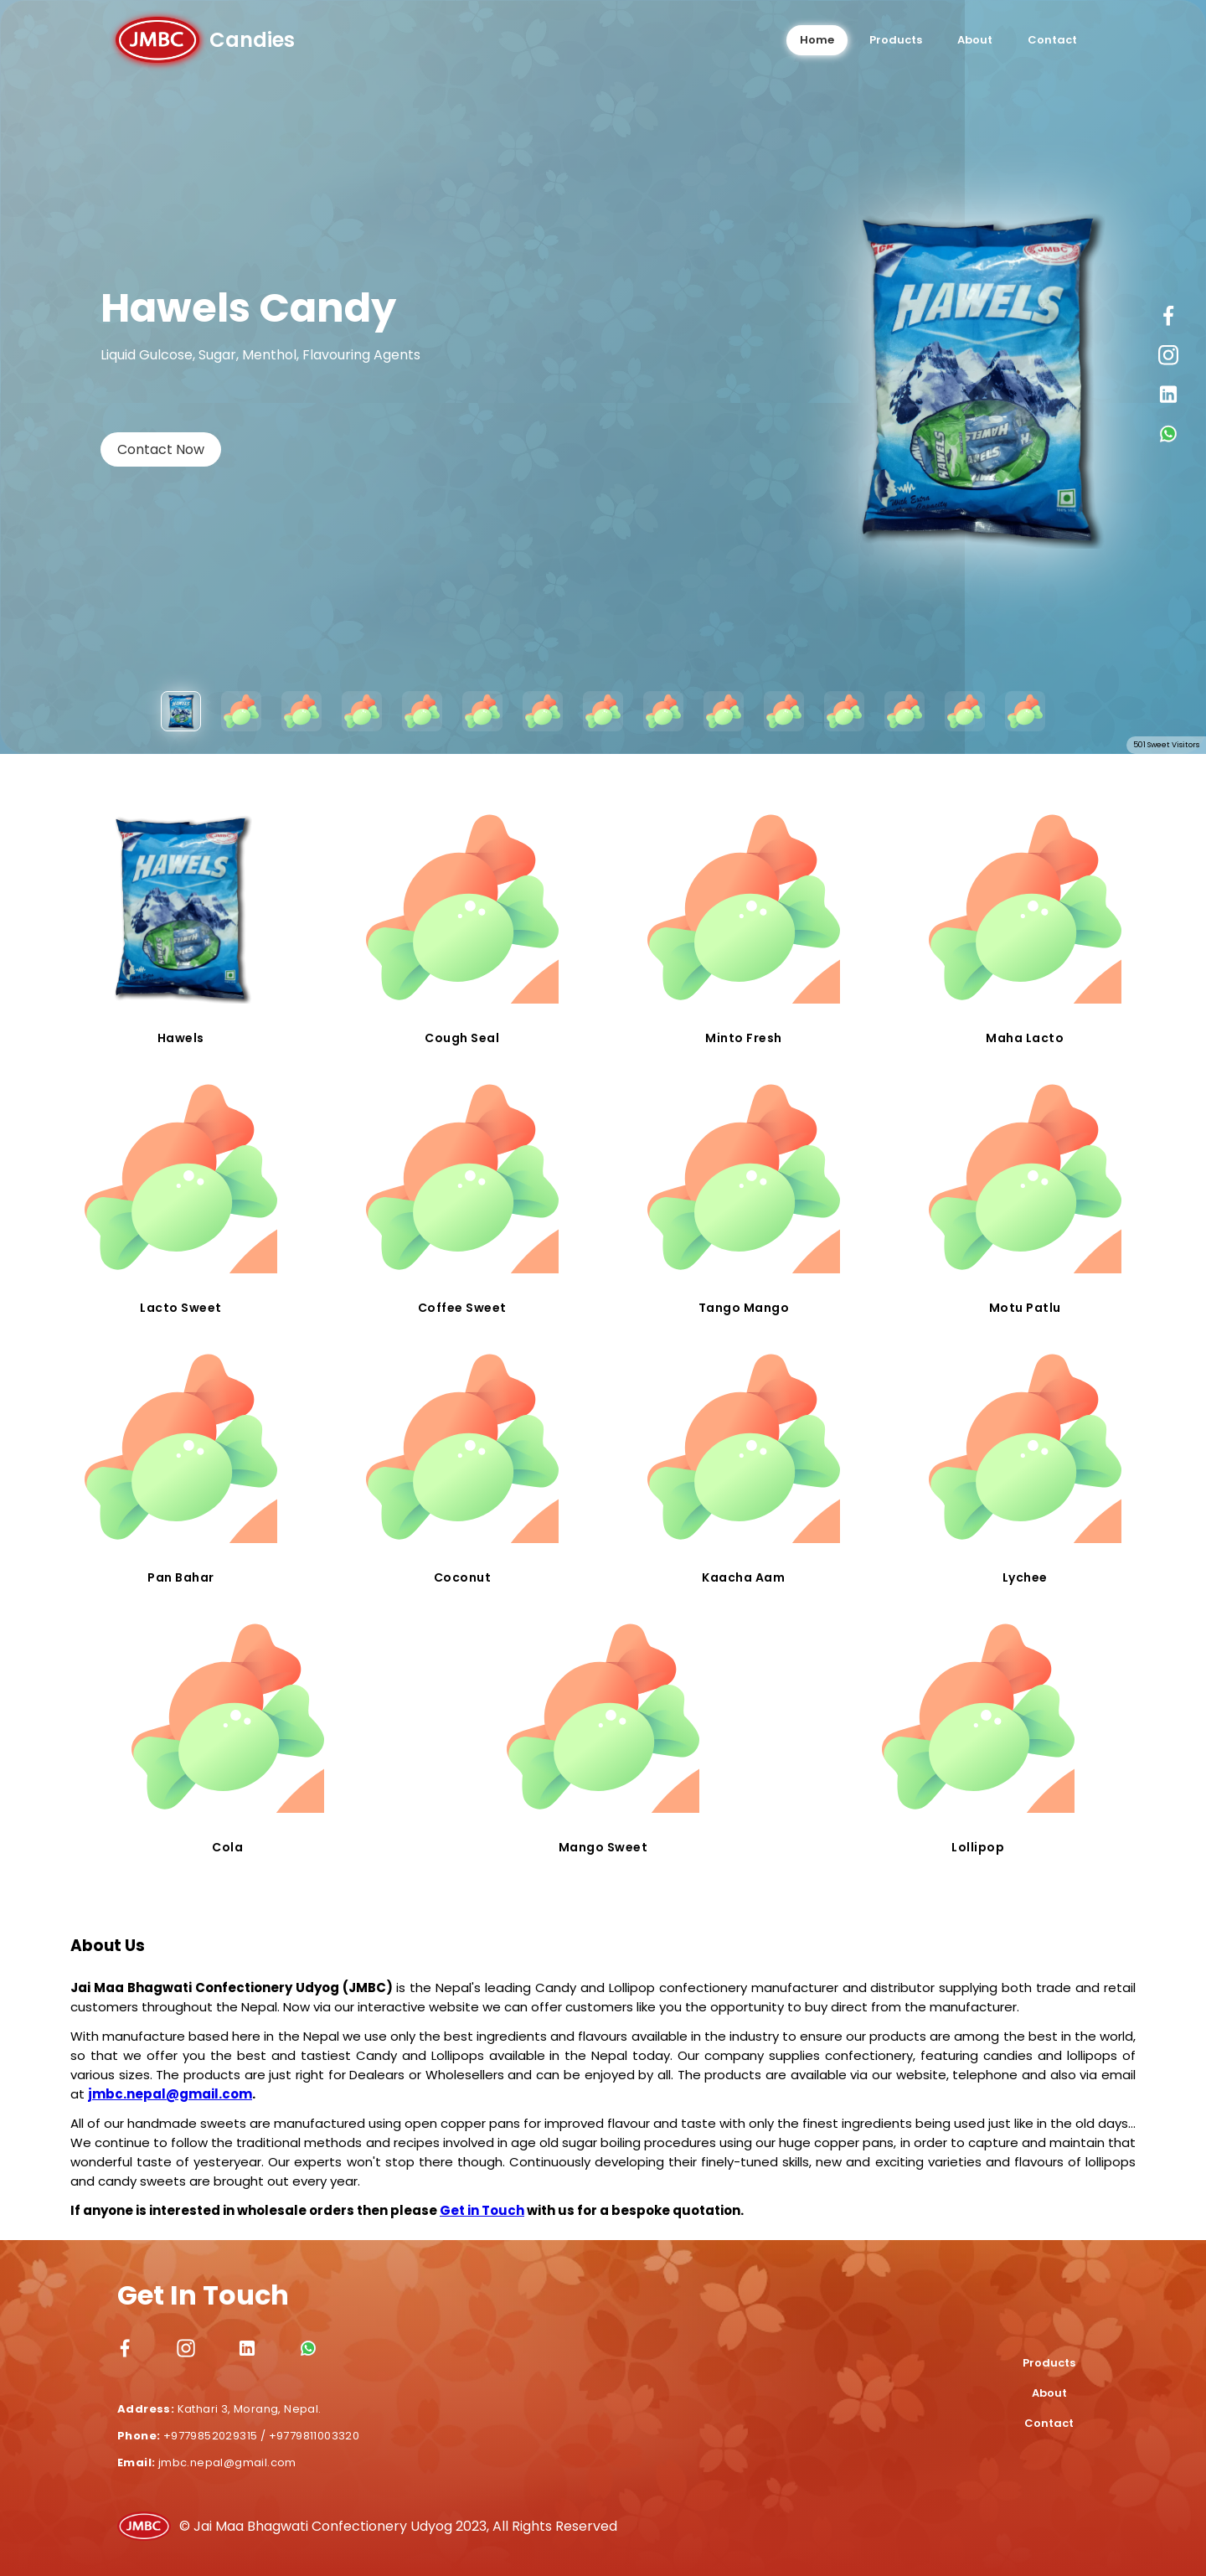 JMBC Candies
Home Products About Contact
JMBC
HAWELS
Hawels Candy
Liquid Gulcose, Sugar, Menthol, Flavouring Agents
Contact Now
HAWELS
501 Sweet Visitors
HAWELS
Hawels
Cough Seal
Minto Fresh
Maha Lacto
Lacto Sweet
Coffee Sweet
Tango Mango
Motu Patlu
Pan Bahar
Coconut
Kaacha Aam
Lychee
Cola
Mango Sweet
Lollipop
About Us
Jai Maa Bhagwati Confectionery Udyog (JMBC) is the Nepal's leading Candy and Lollipop confectionery manufacturer and distributor supplying both trade and retail
customers throughout the Nepal. Now via our interactive website we can offer customers like you the opportunity to buy direct from the manufacturer.
With manufacture based here in the Nepal we use only the best ingredients and flavours available in the industry to ensure our products are among the best in the world,
so that we offer you the best and tastiest Candy and Lollipops available in the Nepal today. Our company supplies confectionery, featuring candies and lollipops of
various sizes. The products are just right for Dealears or Wholesellers and can be enjoyed by all. The products are available via our website, telephone and also via email
at jmbc.nepal@gmail.com.
All of our handmade sweets are manufactured using open copper pans for improved flavour and taste with only the finest ingredients being used just like in the old days...
We continue to follow the traditional methods and recipes involved in age old sugar boiling procedures using our huge copper pans, in order to capture and maintain that
wonderful taste of yesteryear. Our experts won't stop there though. Continuously developing their finely-tuned skills, new and exciting varieties and flavours of lollipops
and candy sweets are brought out every year.
If anyone is interested in wholesale orders then please Get in Touch with us for a bespoke quotation.
Get In Touch
Products
About
Contact
Address: Kathari 3, Morang, Nepal.
Phone: +9779852029315 / +9779811003320
Email: jmbc.nepal@gmail.com
JMBC © Jai Maa Bhagwati Confectionery Udyog 2023, All Rights Reserved